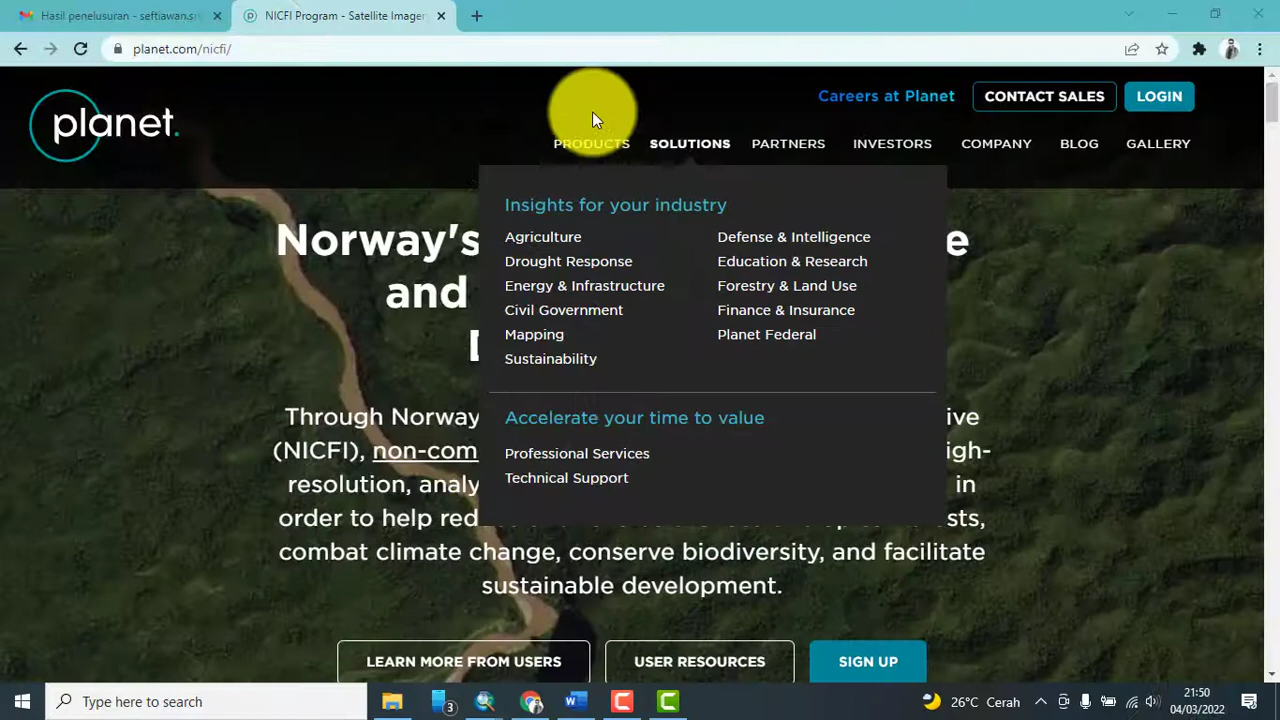 Hasil penelusuran - seftiawan.sr
NICFI Program - Satellite Imager
planet.com/nicfi/
planet.
Careers at Planet
CONTACT SALES
LOGIN
PRODUCTS
SOLUTIONS
PARTNERS
INVESTORS
COMPANY
BLOG
GALLERY
Insights for your industry
Agriculture
Drought Response
Energy & Infrastructure
Civil Government
Mapping
Sustainability
Defense & Intelligence
Education & Research
Forestry & Land Use
Finance & Insurance
Planet Federal
Accelerate your time to value
Professional Services
Technical Support
Norway's
and
Through Norway
(NICFI), non-com
resolution, analy in
order to help
combat climate change, conserve biodiversity, and facilitate
sustainable development.
LEARN MORE FROM USERS
USER RESOURCES
SIGN UP
Type here to search
3
26°C Cerah
21:50
04/03/2022